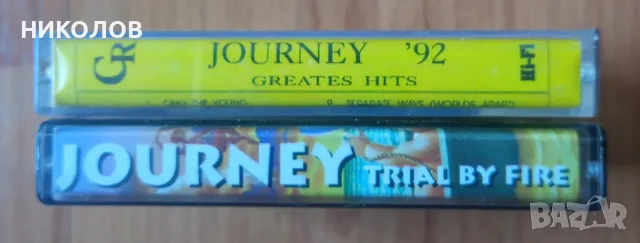 НИКОЛОВ
GR
JOURNEY '92
GREATES HITS
Hi-Fi
1. ONLY THE YOUNG
9. SEPARATE WAYS (WORLDS APART)
JOURNEY TRIAL BY FIRE
BAZAR.BG